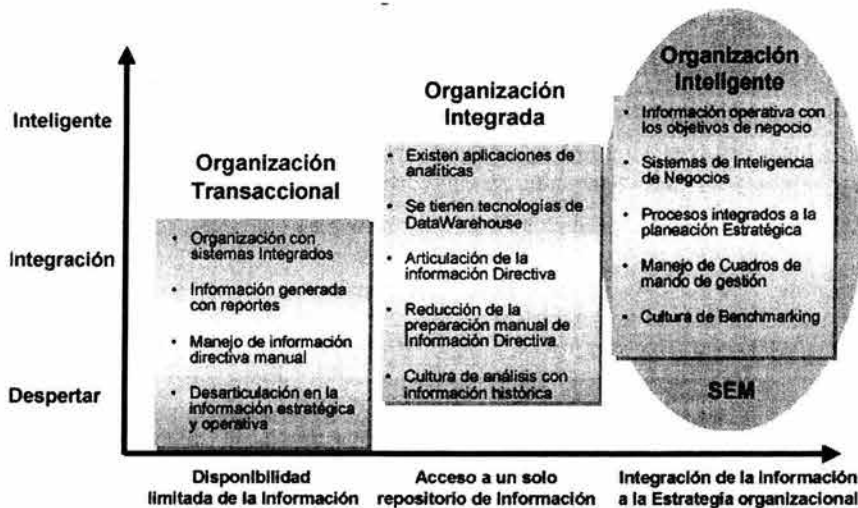 Inteligente
Integración
Despertar
Organización
Transaccional
• Organización con
sistemas Integrados
• Información generada
con reportes
• Manejo de información
directiva manual
• Desarticulación en la
información estratégica
y operativa
Organización
Integrada
• Existen aplicaciones de
analíticas
• Se tienen tecnologías de
DataWarehouse
• Articulación de la
información Directiva
• Reducción de la
preparación manual de
Información Directiva
• Cultura de análisis con
información histórica
Organización
Inteligente
• Información operativa con
los objetivos de negocio
• Sistemas de Inteligencia
de Negocios
• Procesos integrados a la
planeación Estratégica
• Manejo de Cuadros de
mando de gestión
• Cultura de Benchmarking
SEM
Disponibilidad
limitada de la Información
Acceso a un solo
repositorio de Información
Integración de la información
a la Estrategia organizacional